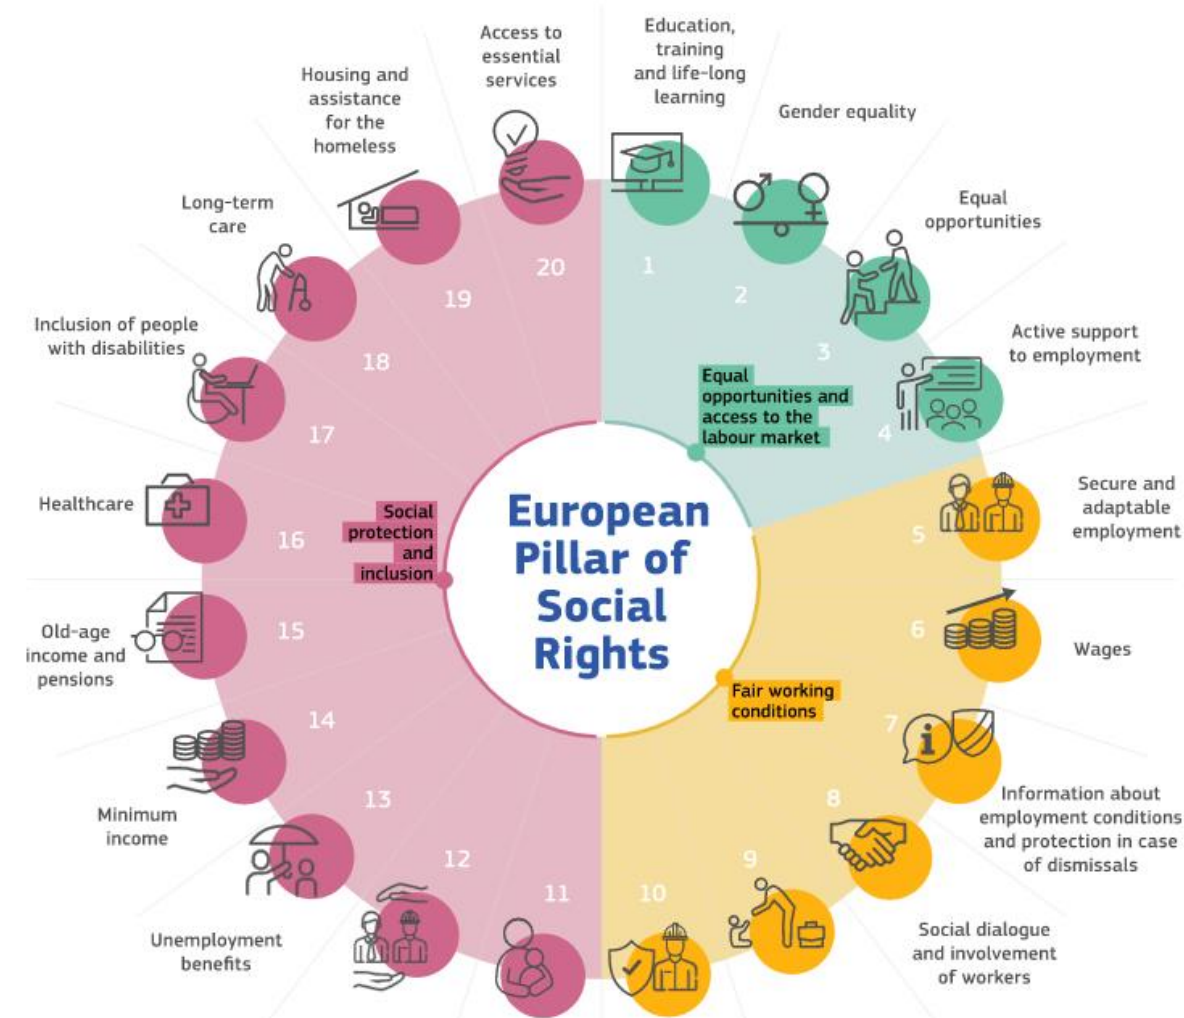 Access to
essential
services
Education,
training
and life-long
learning
Housing and
assistance
for the
homeless
Gender equality
Long-term
care
Equal
opportunities
Inclusion of people
with disabilities
Active support
to employment
Healthcare
Secure and
adaptable
employment
Old-age
income and
pensions
Wages
Minimum
income
Information about
employment conditions
and protection in case
of dismissals
Unemployment
benefits
Social dialogue
and involvement
of workers
20
1
19
2
18
3
17
4
16
5
15
6
14
7
13
8
12
9
11
10
Equal
opportunities and
access to the
labour market
Social
protection
and
inclusion
Fair working
conditions
European
Pillar of
Social
Rights
i